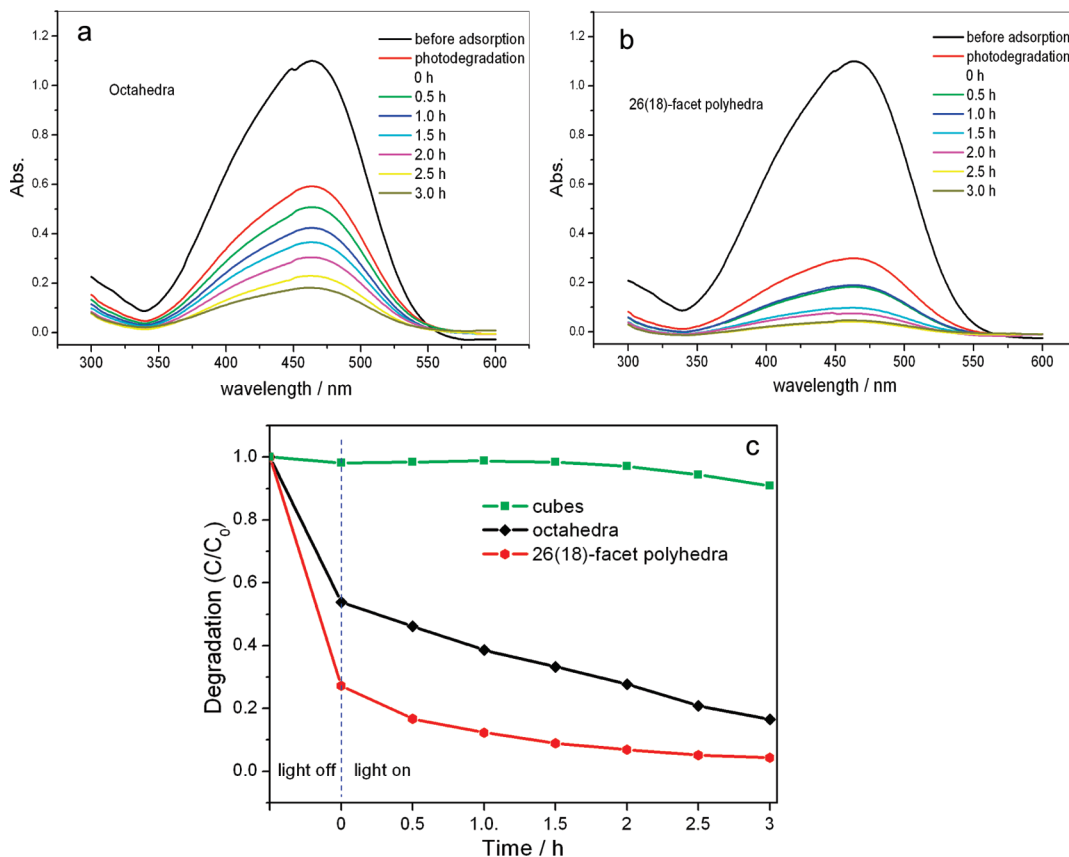 a
Octahedra
before adsorption
photodegradation
0 h
0.5 h
1.0 h
1.5 h
2.0 h
2.5 h
3.0 h
Abs.
1.2
1.0
0.8
0.6
0.4
0.2
0.0
300 350 400 450 500 550 600
wavelength / nm
b
26(18)-facet polyhedra
before adsorption
photodegradation
0 h
0.5 h
1.0 h
1.5 h
2.0 h
2.5 h
3.0 h
Abs.
1.2
1.0
0.8
0.6
0.4
0.2
0.0
300 350 400 450 500 550 600
wavelength / nm
c
cubes
octahedra
26(18)-facet polyhedra
Degradation (C/C₀)
1.0
0.8
0.6
0.4
0.2
0.0
light off light on
0 0.5 1.0. 1.5 2 2.5 3
Time / h